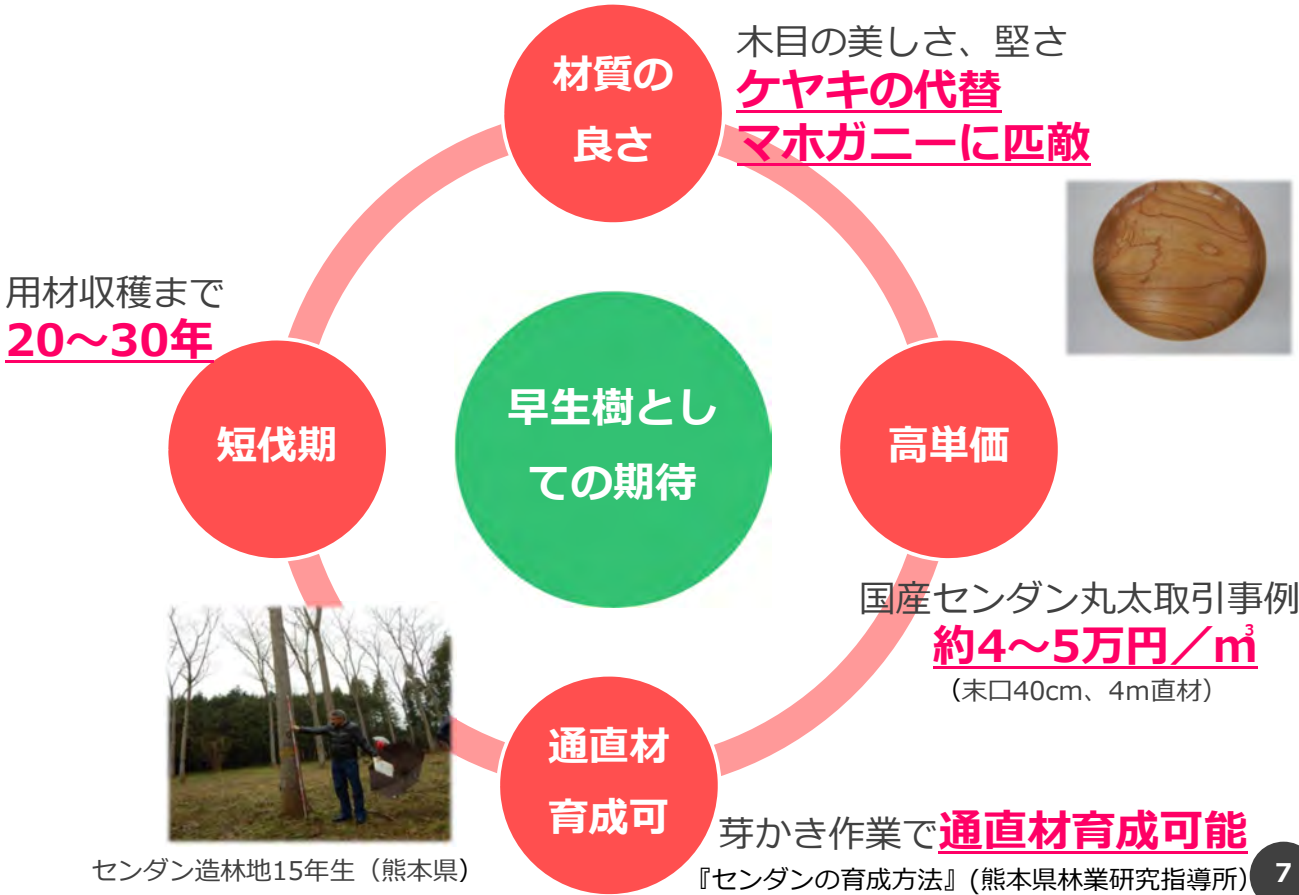 材質の
良さ
木目の美しさ、堅さ
ケヤキの代替
マホガニーに匹敵
用材収穫まで
20～30年
短伐期
早生樹とし
ての期待
高単価
国産センダン丸太取引事例
約4～5万円／㎥
（末口40cm、4m直材）
通直材
育成可
芽かき作業で通直材育成可能
『センダンの育成方法』(熊本県林業研究指導所)
センダン造林地15年生（熊本県）
7